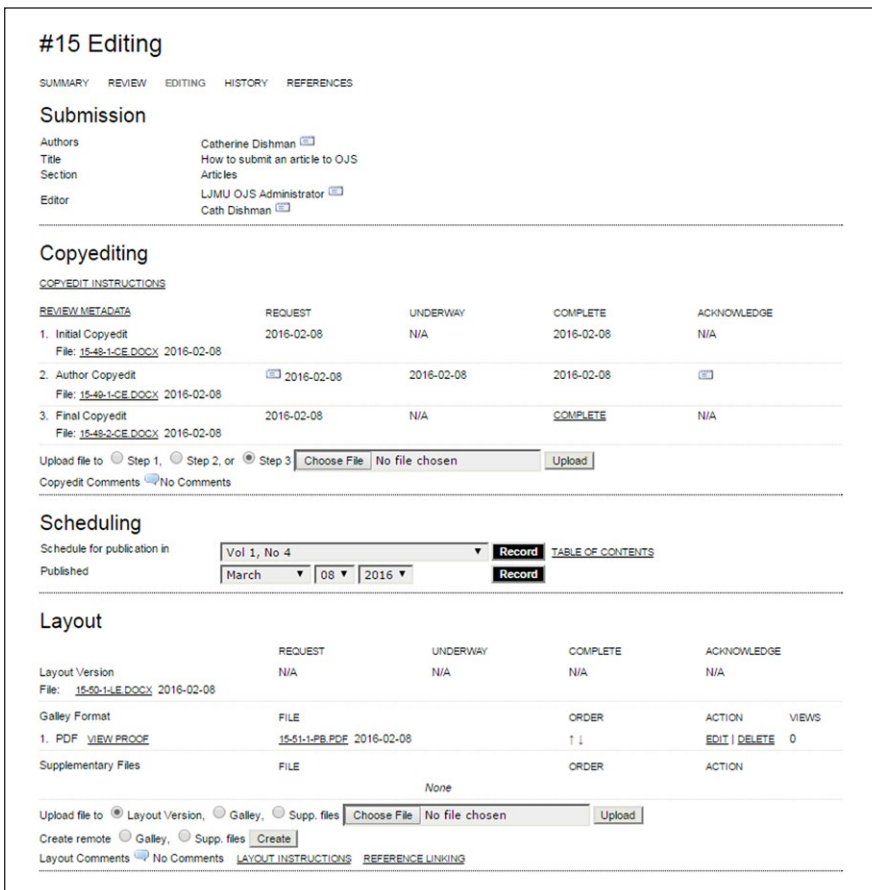 #15 Editing
SUMMARY REVIEW EDITING HISTORY REFERENCES
Submission
Authors Catherine Dishman
Title How to submit an article to OJS
Section Articles
Editor LJMU OJS Administrator
Cath Dishman
Copyediting
COPYEDIT INSTRUCTIONS
REVIEW METADATA REQUEST UNDERWAY COMPLETE ACKNOWLEDGE
1. Initial Copyedit 2016-02-08 N/A 2016-02-08 N/A
File: 15-48-1-CE.DOCX 2016-02-08
2. Author Copyedit 2016-02-08 2016-02-08 2016-02-08
File: 15-49-1-CE.DOCX 2016-02-08
3. Final Copyedit 2016-02-08 N/A COMPLETE N/A
File: 15-48-2-CE.DOCX 2016-02-08
Upload file to Step 1, Step 2, or Step 3 Choose File No file chosen Upload
Copyedit Comments No Comments
Scheduling
Schedule for publication in Vol 1, No 4 Record TABLE OF CONTENTS
Published March 08 2016 Record
Layout
REQUEST UNDERWAY COMPLETE ACKNOWLEDGE
Layout Version N/A N/A N/A N/A
File: 15-50-1-LE.DOCX 2016-02-08
Galley Format FILE ORDER ACTION VIEWS
1. PDF VIEW PROOF 15-51-1-PB.PDF 2016-02-08 ↑ ↓ EDIT | DELETE 0
Supplementary Files FILE ORDER ACTION
None
Upload file to Layout Version, Galley, Supp. files Choose File No file chosen Upload
Create remote Galley, Supp. files Create
Layout Comments No Comments LAYOUT INSTRUCTIONS REFERENCE LINKING